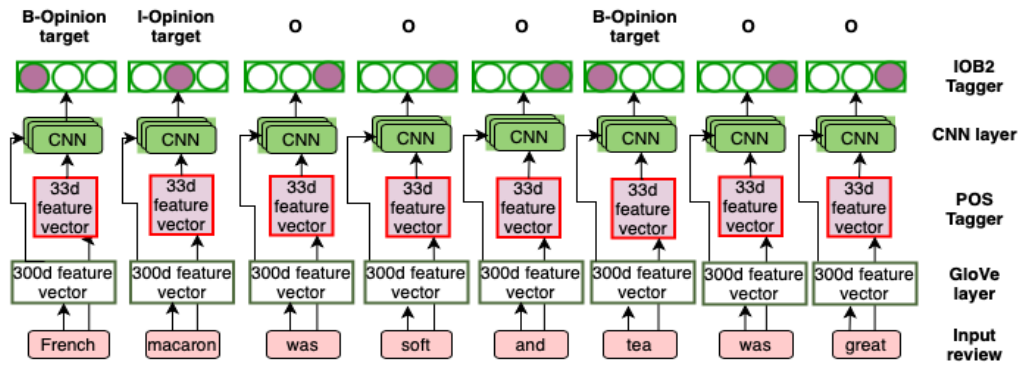 B-Opinion target I-Opinion target O O O B-Opinion target O O
IOB2 Tagger
CNN CNN CNN CNN CNN CNN CNN CNN CNN layer
33d feature vector 33d feature vector 33d feature vector 33d feature vector 33d feature vector 33d feature vector 33d feature vector 33d feature vector POS Tagger
300d feature vector 300d feature vector 300d feature vector 300d feature vector 300d feature vector 300d feature vector 300d feature vector 300d feature vector GloVe layer
French macaron was soft and tea was great Input review